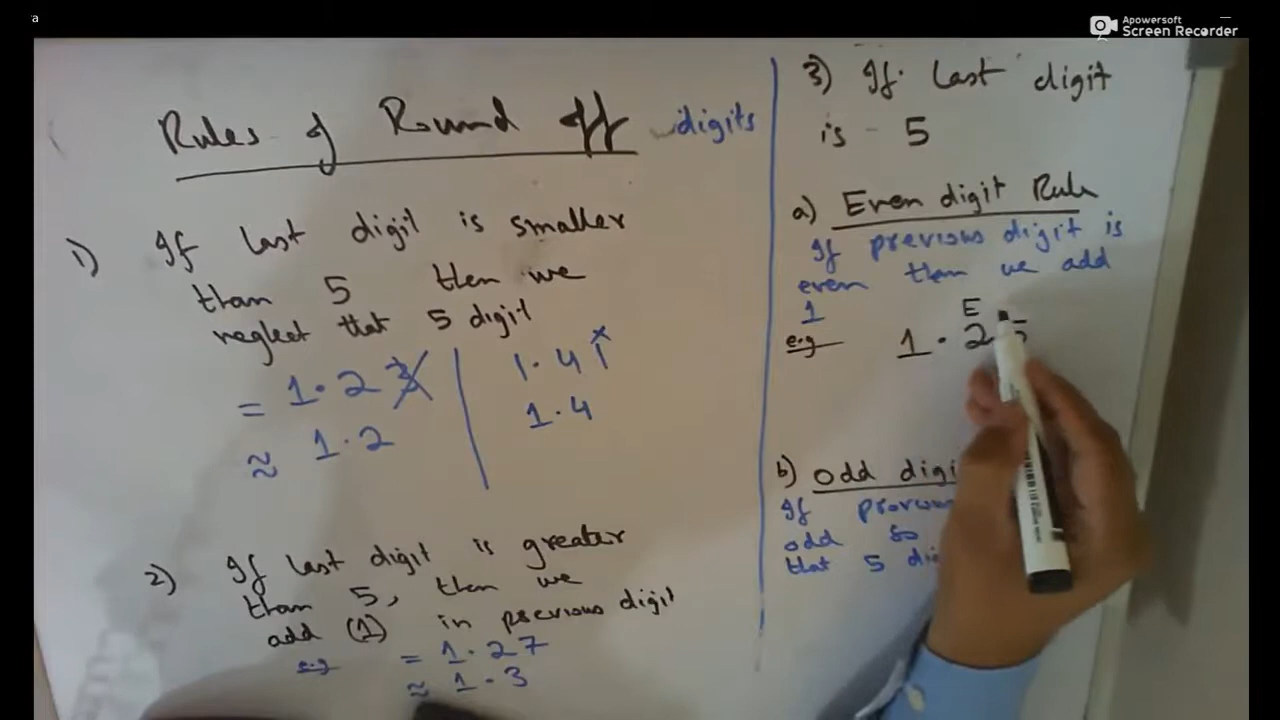 a
Apowersoft
Screen Recorder
Rules of Round off digits
1) If last digit is smaller
than 5 then we
neglect that 5 digit
= 1.23
≈ 1.2
1.41
x
1.4
2) If last digit is greater
than 5, then we
add (1) in previous digit
e.g = 1.27
≈ 1.3
3) If last digit
is 5
a) Even digit Rule
If previous digit is
even than we add
1
E
e.g 1.2
b) odd digi
If
odd so
that 5 di